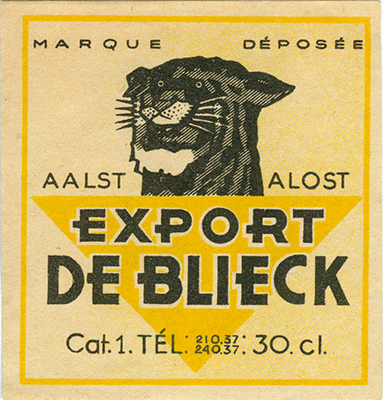 MARQUE DÉPOSÉE
AALST ALOST
EXPORT
DE BLIECK
Cat.1. TÉL: 210.37: 30. cl.
240.37.